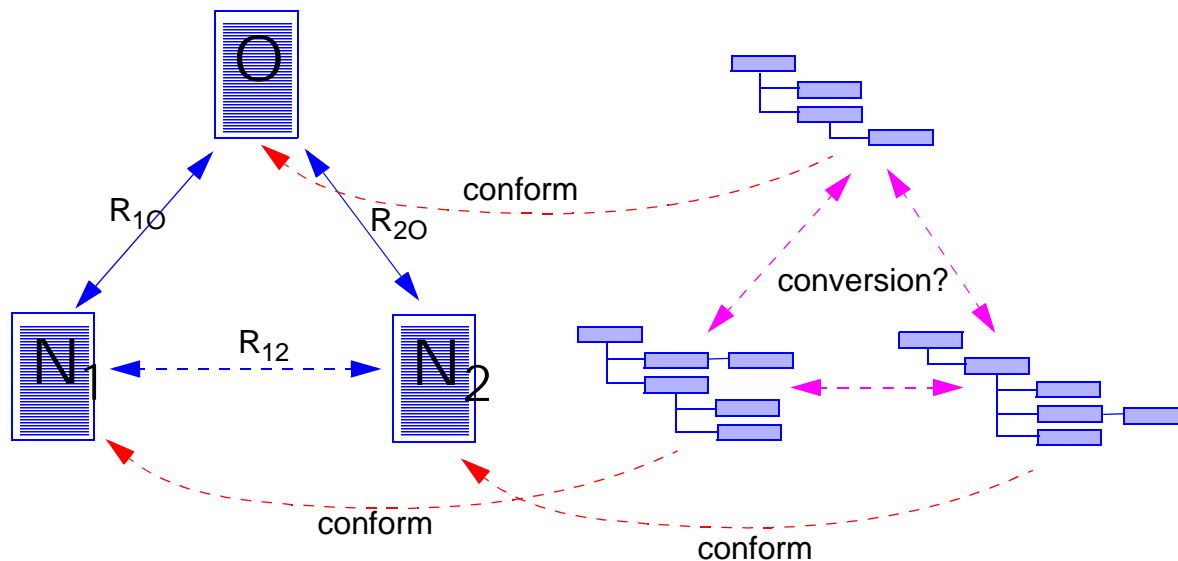 O
conform
R1O
R2O
conversion?
R12
N1
N2
conform
conform